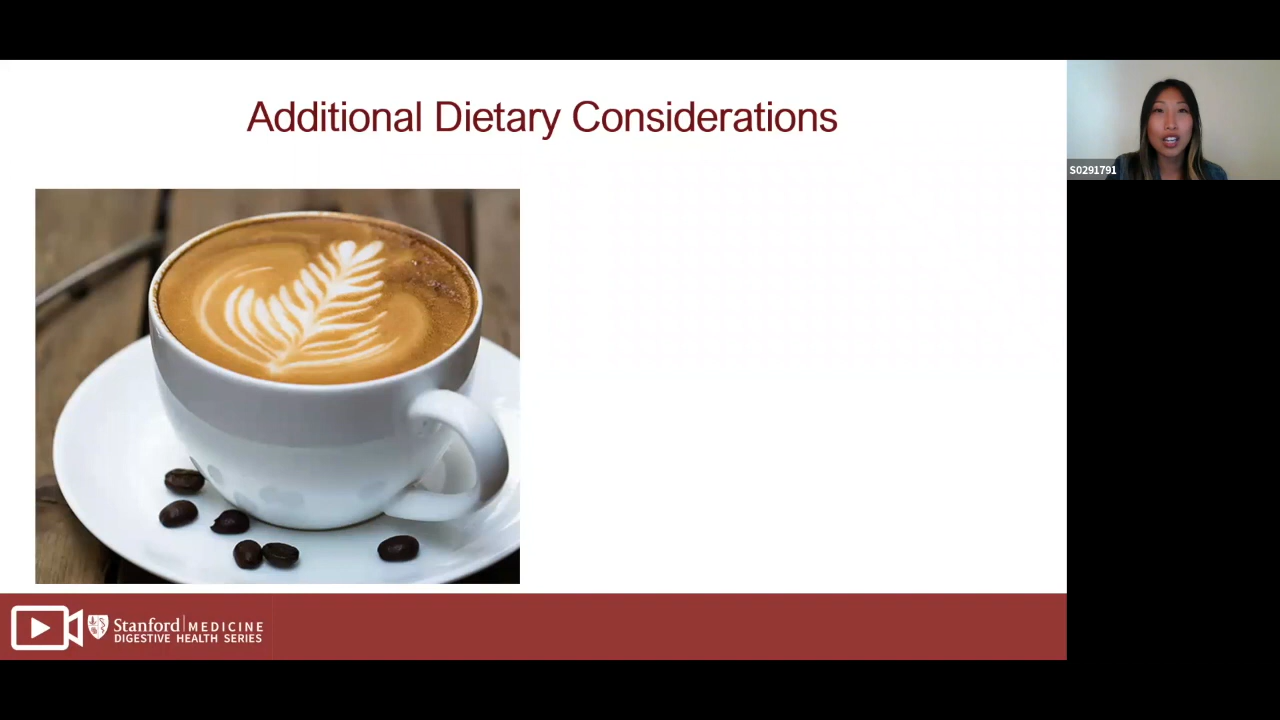 Additional Dietary Considerations
S0291791
Stanford MEDICINE
DIGESTIVE HEALTH SERIES